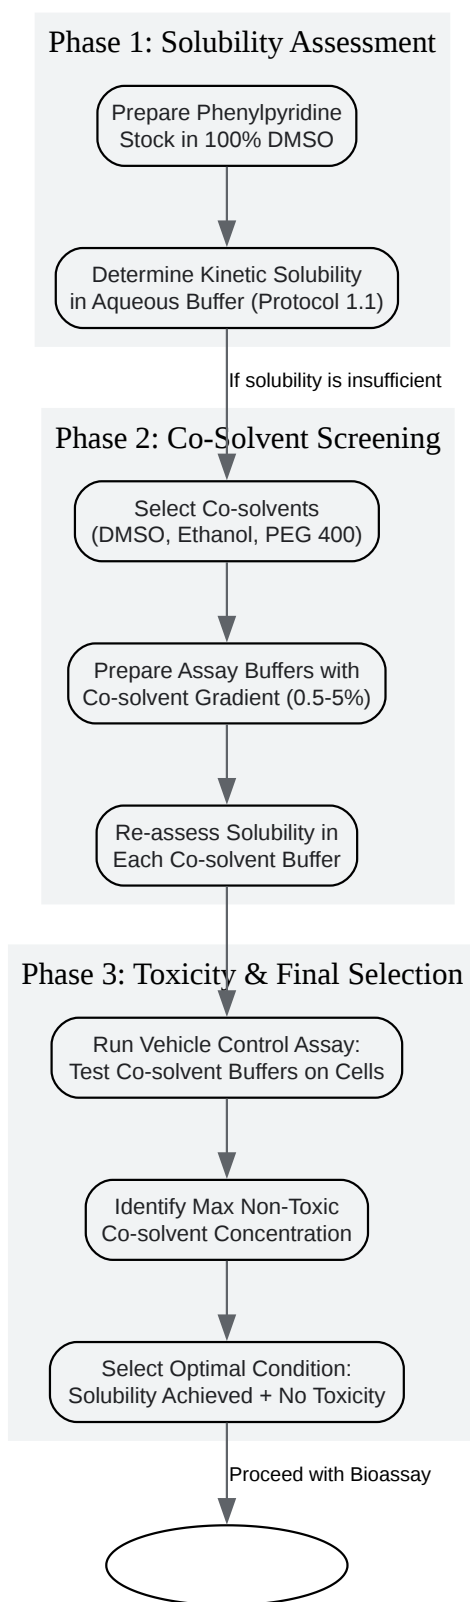 Phase 1: Solubility Assessment
Prepare Phenylpyridine
Stock in 100% DMSO
Determine Kinetic Solubility
in Aqueous Buffer (Protocol 1.1)
If solubility is insufficient
Phase 2: Co-Solvent Screening
Select Co-solvents
(DMSO, Ethanol, PEG 400)
Prepare Assay Buffers with
Co-solvent Gradient (0.5-5%)
Re-assess Solubility in
Each Co-solvent Buffer
Phase 3: Toxicity & Final Selection
Run Vehicle Control Assay:
Test Co-solvent Buffers on Cells
Identify Max Non-Toxic
Co-solvent Concentration
Select Optimal Condition:
Solubility Achieved + No Toxicity
Proceed with Bioassay